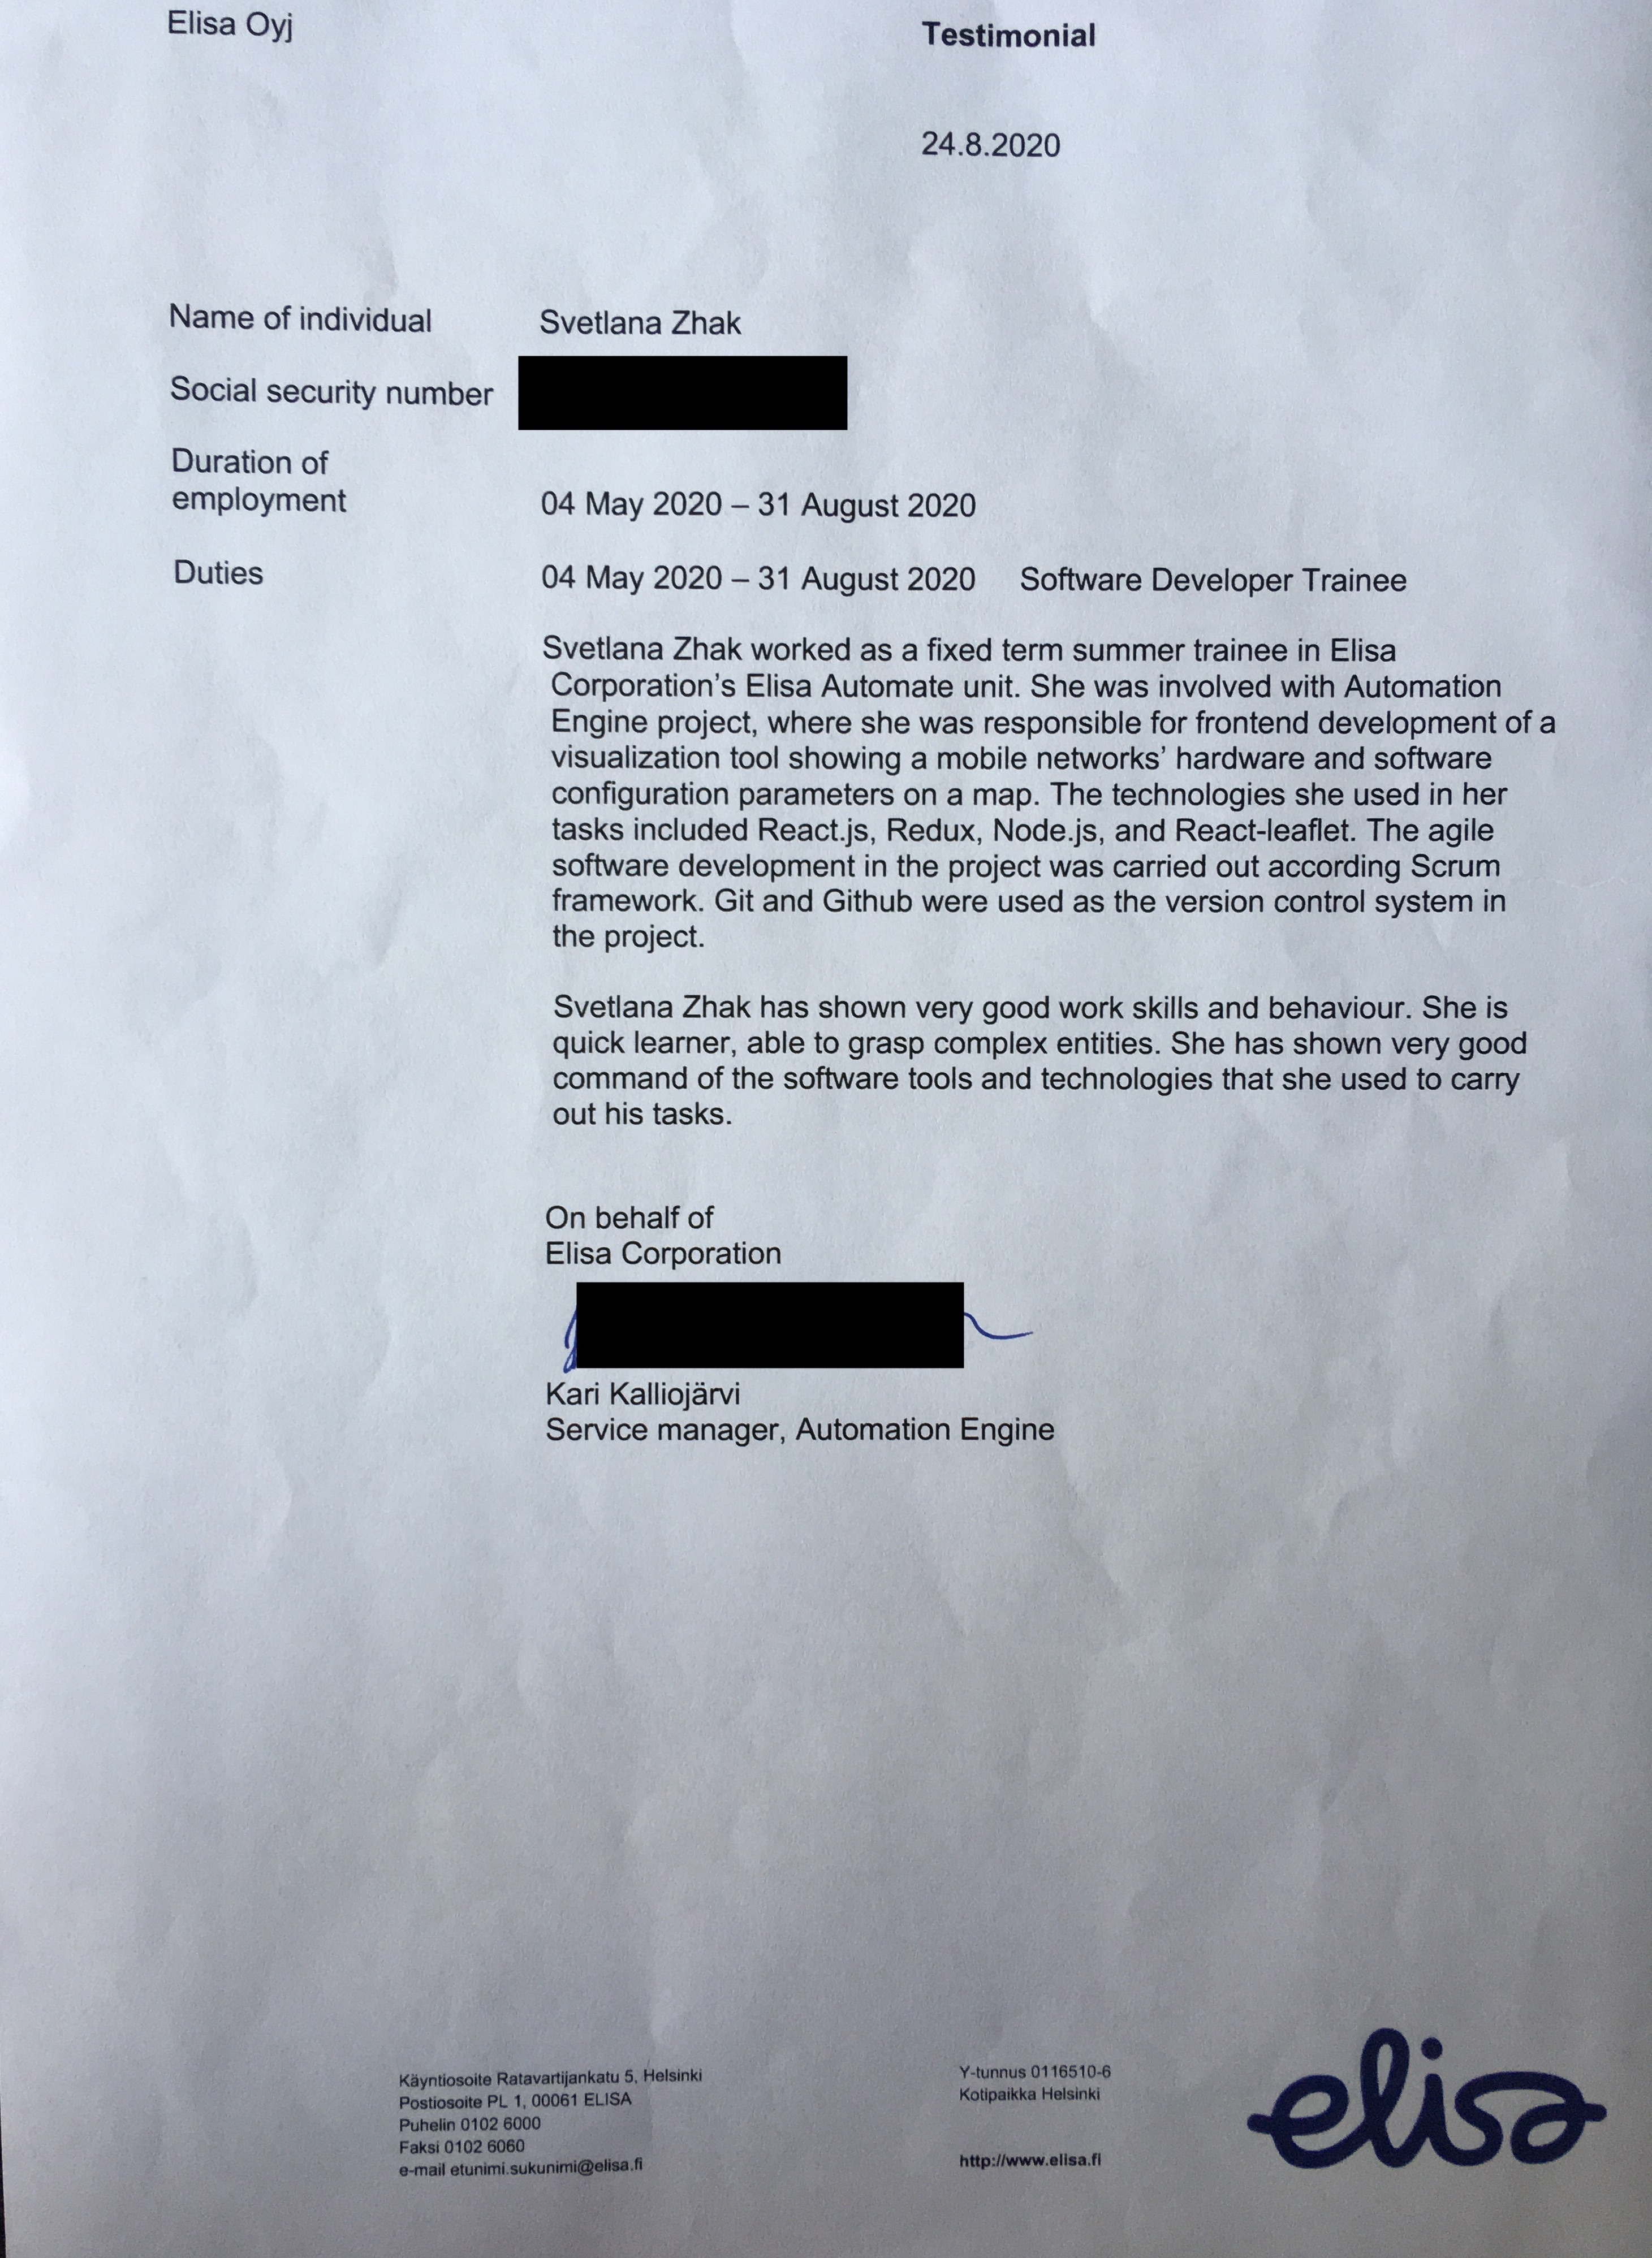 Elisa Oyj
Testimonial
24.8.2020
Name of individual Svetlana Zhak
Social security number
Duration of
employment 04 May 2020 – 31 August 2020
Duties 04 May 2020 – 31 August 2020 Software Developer Trainee
Svetlana Zhak worked as a fixed term summer trainee in Elisa
Corporation’s Elisa Automate unit. She was involved with Automation
Engine project, where she was responsible for frontend development of a
visualization tool showing a mobile networks’ hardware and software
configuration parameters on a map. The technologies she used in her
tasks included React.js, Redux, Node.js, and React-leaflet. The agile
software development in the project was carried out according Scrum
framework. Git and Github were used as the version control system in
the project.
Svetlana Zhak has shown very good work skills and behaviour. She is
quick learner, able to grasp complex entities. She has shown very good
command of the software tools and technologies that she used to carry
out his tasks.
On behalf of
Elisa Corporation
Kari Kalliojärvi
Service manager, Automation Engine
Käyntiosoite Ratavartijankatu 5, Helsinki
Postiosoite PL 1, 00061 ELISA
Puhelin 0102 6000
Faksi 0102 6060
e-mail etunimi.sukunimi@elisa.fi
Y-tunnus 0116510-6
Kotipaikka Helsinki
http://www.elisa.fi
elisa